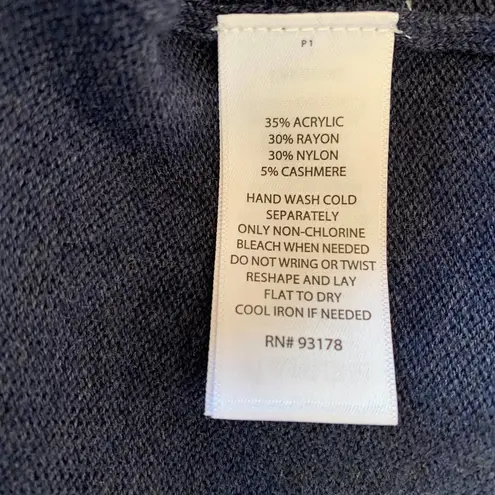 P1
35% ACRYLIC
30% RAYON
30% NYLON
5% CASHMERE
HAND WASH COLD
SEPARATELY
ONLY NON-CHLORINE
BLEACH WHEN NEEDED
DO NOT WRING OR TWIST
RESHAPE AND LAY
FLAT TO DRY
COOL IRON IF NEEDED
RN# 93178